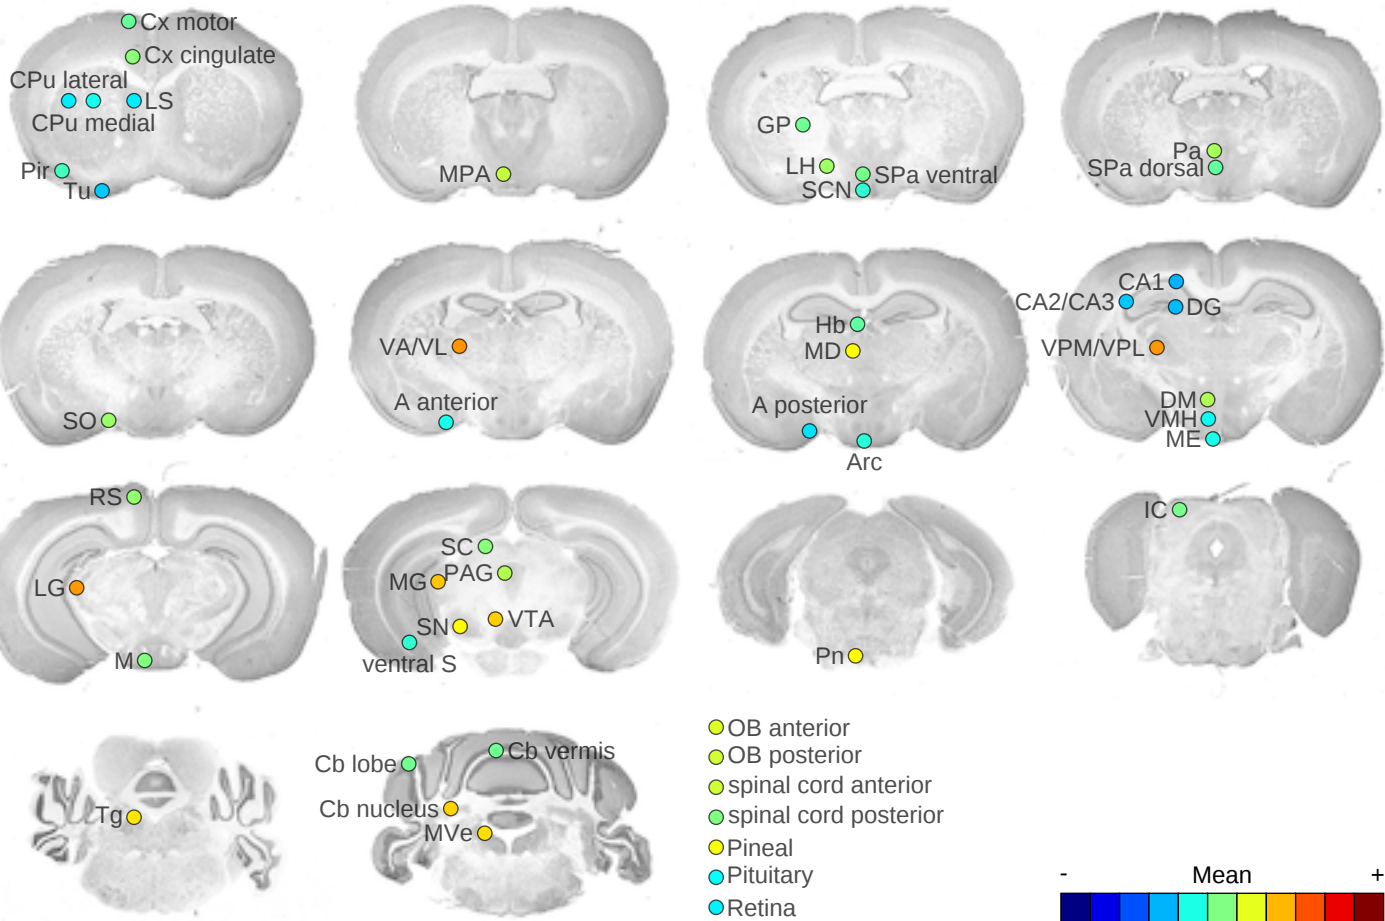 Cx motor
Cx cingulate
CPu lateral
LS
CPu medial
Pir
Tu
MPA
GP
LH
SPa ventral
SCN
Pa
SPa dorsal
SO
VA/VL
A anterior
Hb
MD
A posterior
Arc
CA1
CA2/CA3
DG
VPM/VPL
DM
VMH
ME
RS
LG
M
SC
PAG
MG
VTA
SN
ventral S
Pn
IC
Tg
Cb vermis
Cb lobe
Cb nucleus
MVe
OB anterior
OB posterior
spinal cord anterior
spinal cord posterior
Pineal
Pituitary
Retina
- Mean +